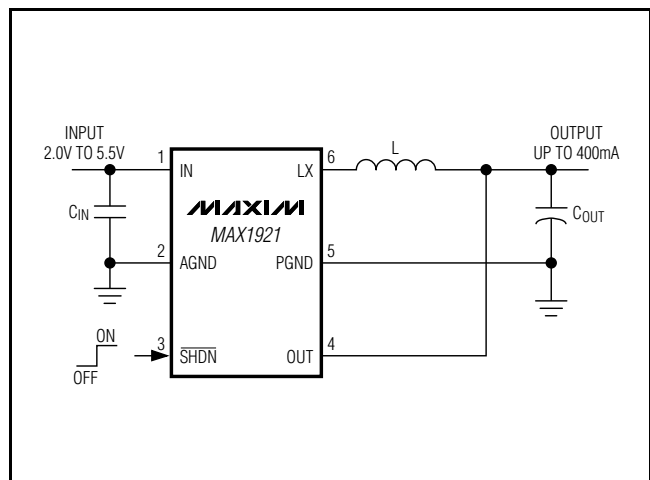 INPUT
2.0V TO 5.5V
OUTPUT
UP TO 400mA
L
1
IN
LX
6
MAXIM
MAX1921
CIN
COUT
2
AGND
PGND
5
ON
OFF
3
SHDN
OUT
4